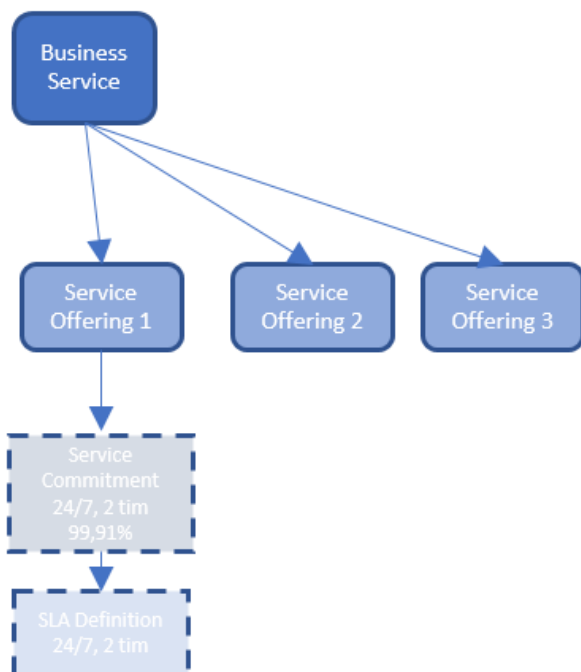 Business
Service
Service
Offering 1
Service
Offering 2
Service
Offering 3
Service
Commitment
24/7, 2 tim
99,91%
SLA Definition
24/7, 2 tim